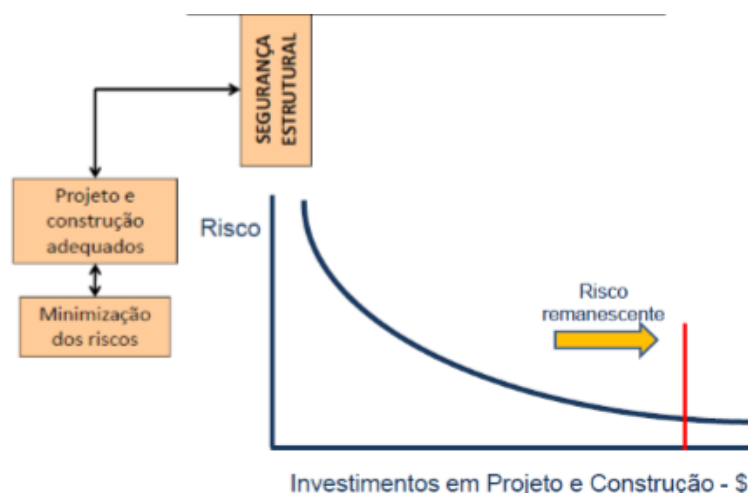 SEGURANÇA
ESTRUTURAL
Projeto e
construção
adequados
Minimização
dos riscos
Risco
Risco
remanescente
Investimentos em Projeto e Construção - $